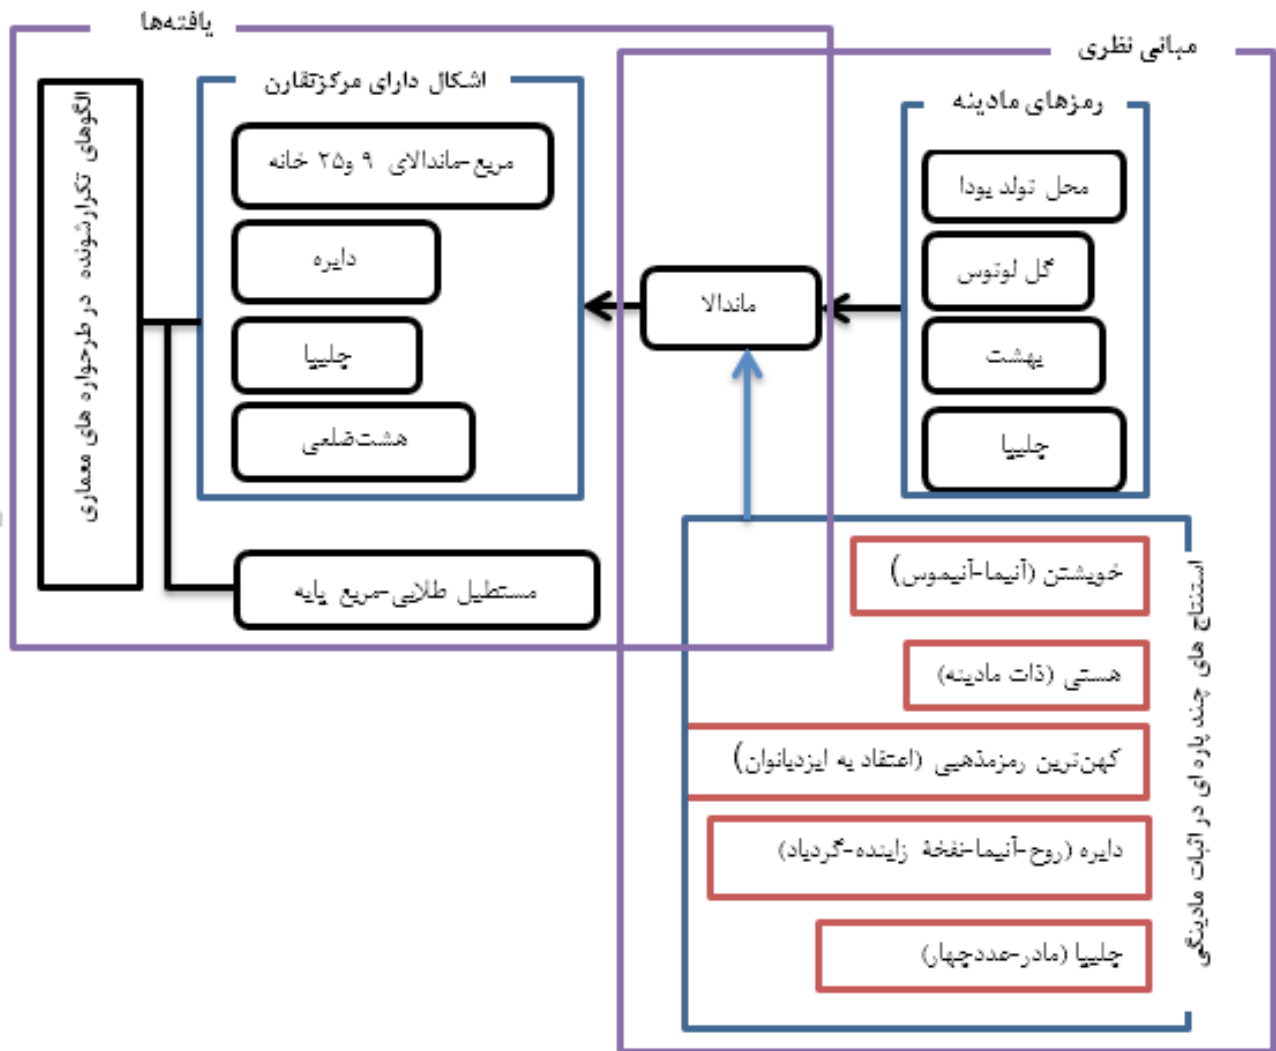 یافته‌ها
مبانی نظری
رمزهای مادینه
محل تولد بودا
گل لوتوس
بهشت
چلیپا
ماندالا
اشکال دارای مرکزتقارن
مربع-ماندالای ۹ و۲۵ خانه
دایره
چلیپا
هشت‌ضلعی
مستطیل طلایی-مربع پایه
الگوهای تکرارشونده در طرحواره های معماری
استنتاج های چند پاره ای در اثبات مادینگی
خویشتن (آنیما-آنیموس)
هستی (ذات مادینه)
کهن‌ترین رمزمذهبی (اعتقاد به ایزدبانوان)
دایره (روح-آنیما-نفخهٔ زاینده-گردباد)
چلیپا (مادر-عددچهار)